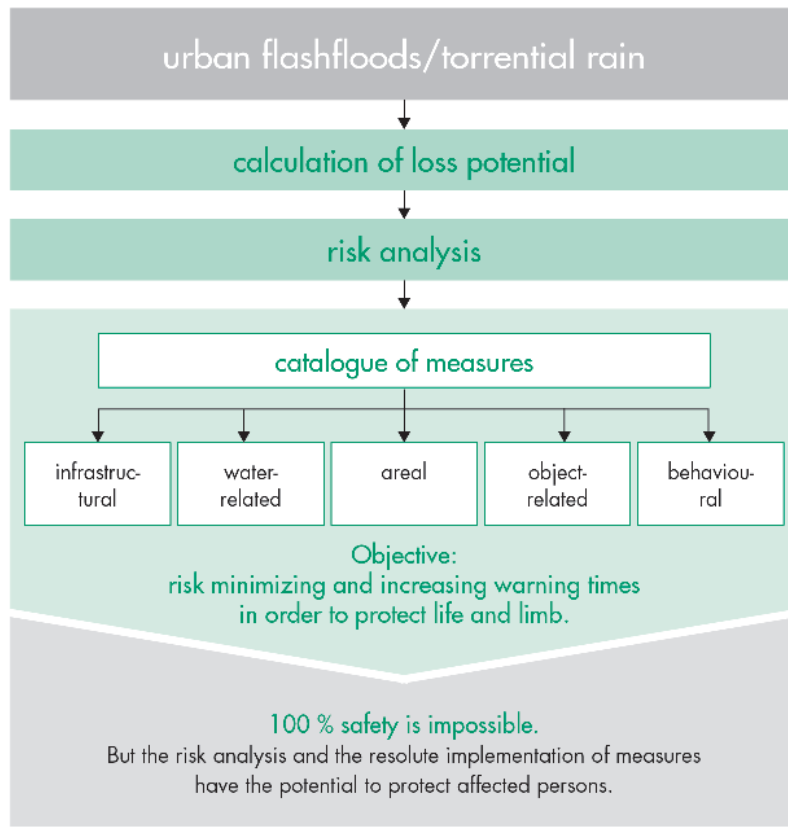 urban flashfloods/torrential rain
calculation of loss potential
risk analysis
catalogue of measures
infrastruc-
tural
water-
related
areal
object-
related
behaviou-
ral
Objective:
risk minimizing and increasing warning times
in order to protect life and limb.
100 % safety is impossible.
But the risk analysis and the resolute implementation of measures
have the potential to protect affected persons.